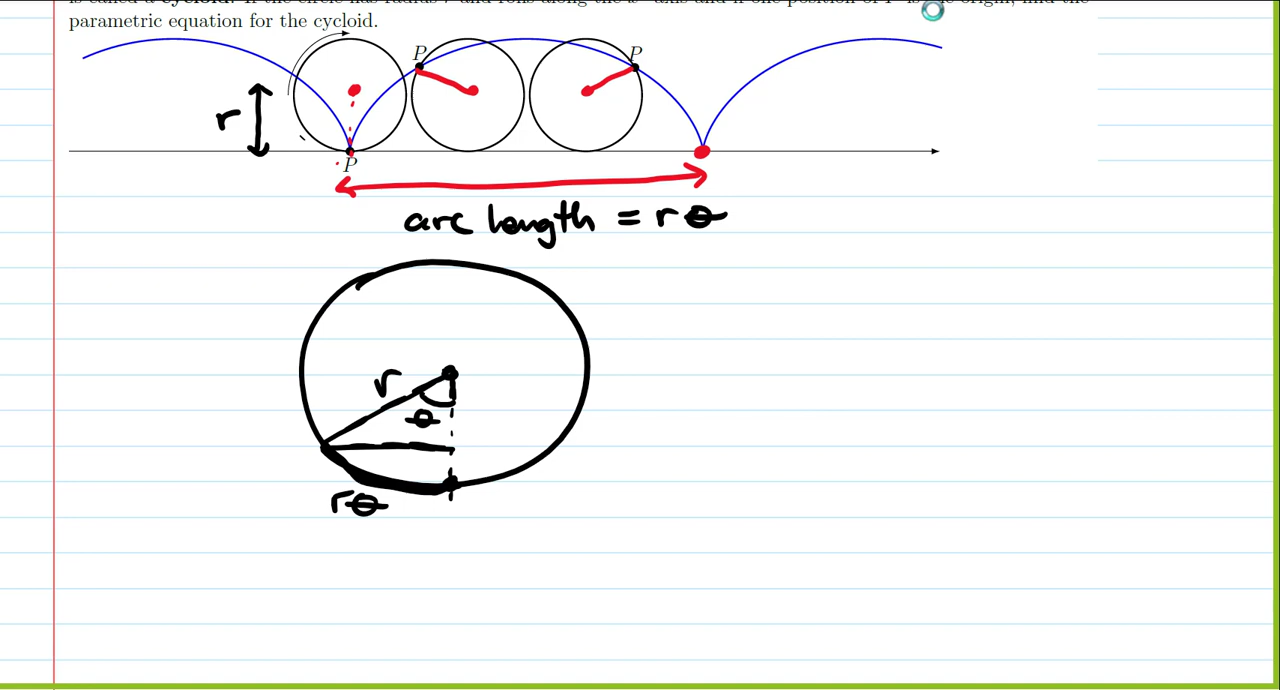 parametric equation for the cycloid.
P
P
r
P
arc length = rθ
r
θ
rθ